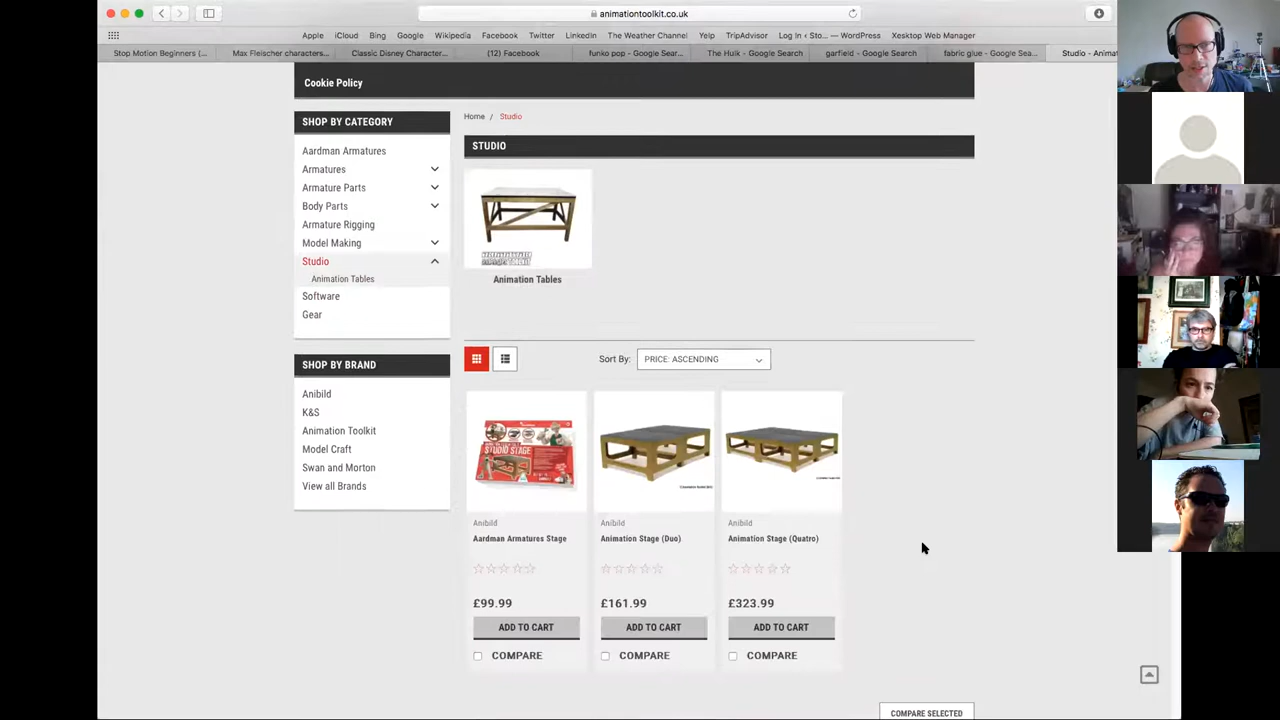 animationtoolkit.co.uk
Apple iCloud Bing Google Wikipedia Facebook Twitter LinkedIn The Weather Channel Yelp TripAdvisor Log In ‹ ... — WordPress Xesktop Web Manager
Stop Motion Beginners (... Max Fleischer characters... Classic Disney Character... (12) Facebook funko pop - Google Sear... The Hulk - Google Search garfield - Google Search fabric glue - Google Sea... Studio - Animat
Cookie Policy
SHOP BY CATEGORY
Aardman Armatures
Armatures
Armature Parts
Body Parts
Armature Rigging
Model Making
Studio
Animation Tables
Software
Gear
SHOP BY BRAND
Anibild
K&S
Animation Toolkit
Model Craft
Swan and Morton
View all Brands
Home / Studio
STUDIO
Animation Tables
Sort By: PRICE: ASCENDING
STUDIO STAGE
Anibild Anibild Anibild
Aardman Armatures Stage Animation Stage (Duo) Animation Stage (Quatro)
£99.99 £161.99 £323.99
ADD TO CART ADD TO CART ADD TO CART
COMPARE COMPARE COMPARE
COMPARE SELECTED